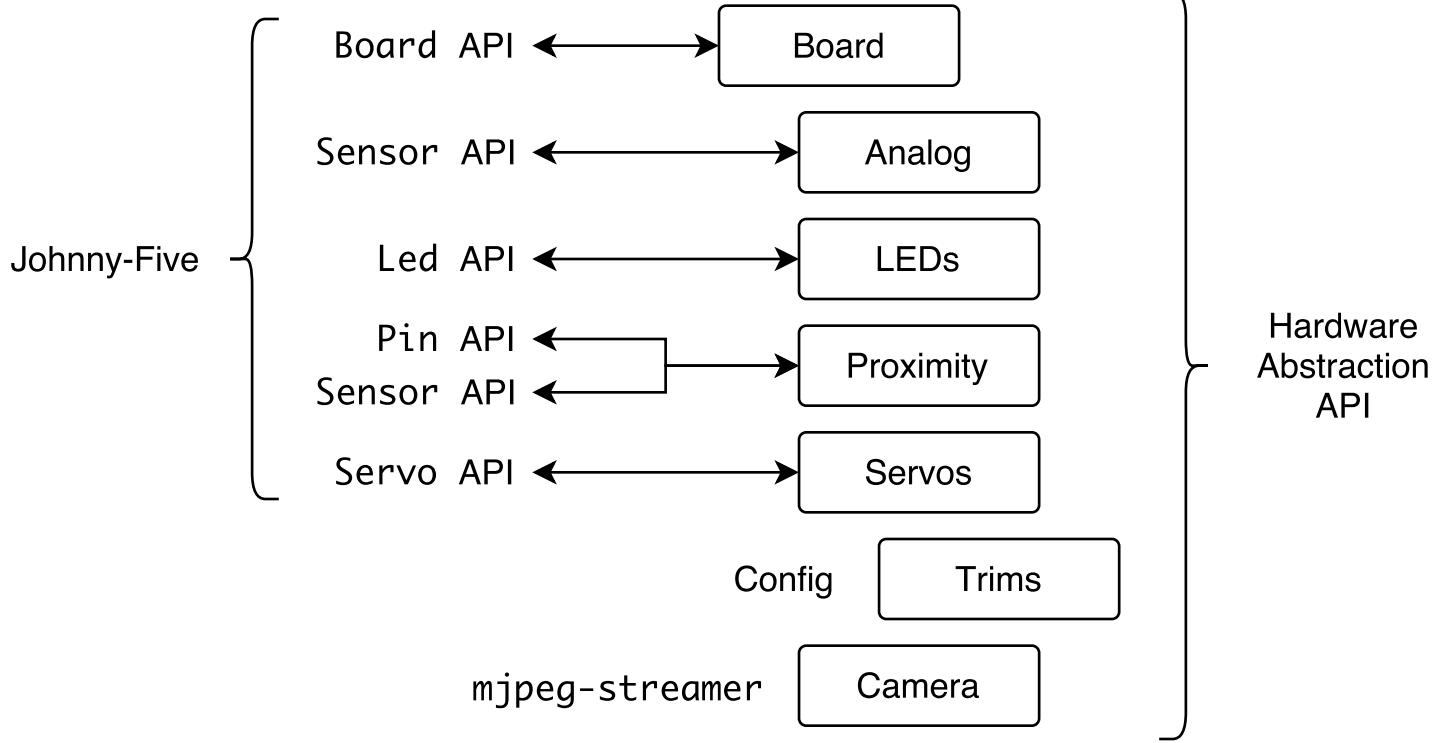 Board API
Board
Sensor API
Analog
Johnny-Five
Led API
LEDs
Pin API
Sensor API
Proximity
Hardware
Abstraction
API
Servo API
Servos
Config
Trims
mjpeg-streamer
Camera